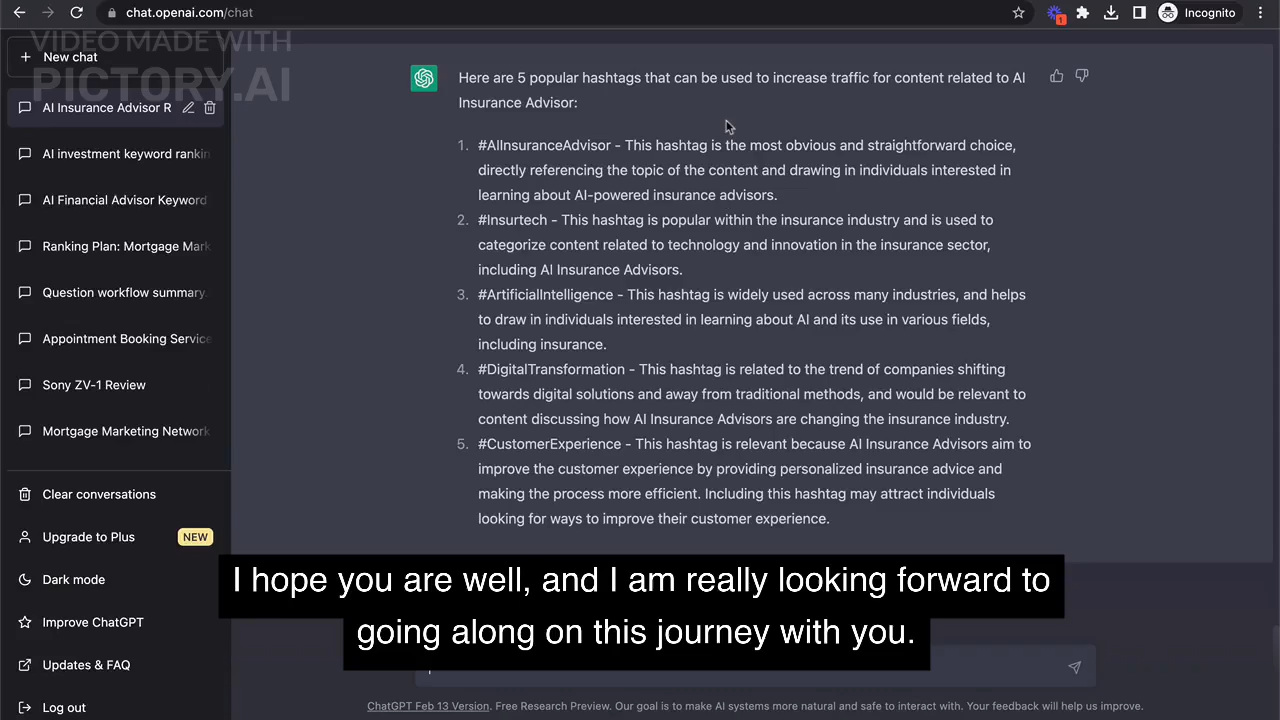 chat.openai.com/chat
1
Incognito
VIDEO MADE WITH
PICTORY.AI
New chat
AI Insurance Advisor R
AI investment keyword rankin
AI Financial Advisor Keyword
Ranking Plan: Mortgage Mark
Question workflow summary.
Appointment Booking Service
Sony ZV-1 Review
Mortgage Marketing Network
Clear conversations
Upgrade to Plus NEW
Dark mode
Improve ChatGPT
Updates & FAQ
Log out
Here are 5 popular hashtags that can be used to increase traffic for content related to AI
Insurance Advisor:
1. #AIInsuranceAdvisor - This hashtag is the most obvious and straightforward choice,
directly referencing the topic of the content and drawing in individuals interested in
learning about AI-powered insurance advisors.
2. #Insurtech - This hashtag is popular within the insurance industry and is used to
categorize content related to technology and innovation in the insurance sector,
including AI Insurance Advisors.
3. #ArtificialIntelligence - This hashtag is widely used across many industries, and helps
to draw in individuals interested in learning about AI and its use in various fields,
including insurance.
4. #DigitalTransformation - This hashtag is related to the trend of companies shifting
towards digital solutions and away from traditional methods, and would be relevant to
content discussing how AI Insurance Advisors are changing the insurance industry.
5. #CustomerExperience - This hashtag is relevant because AI Insurance Advisors aim to
improve the customer experience by providing personalized insurance advice and
making the process more efficient. Including this hashtag may attract individuals
looking for ways to improve their customer experience.
I hope you are well, and I am really looking forward to
going along on this journey with you.
ChatGPT Feb 13 Version. Free Research Preview. Our goal is to make AI systems more natural and safe to interact with. Your feedback will help us improve.